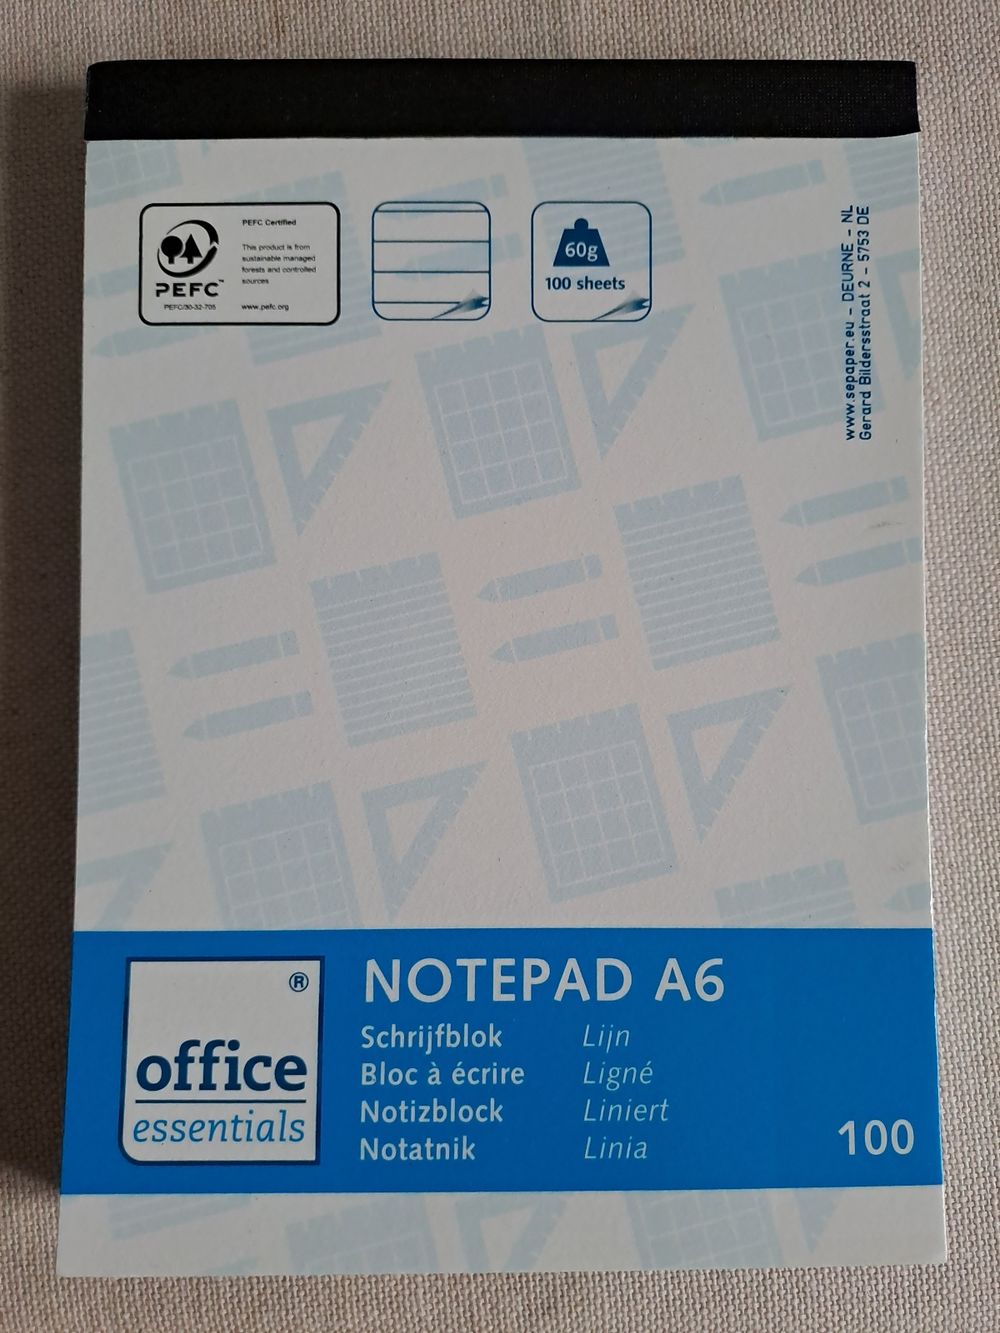 PEFC Certified
This product is from
sustainable managed
forests and controlled
sources
www.pefc.org
PEFC™
PEFC/30-32-705
60g
100 sheets
www.sepaper.eu – DEURNE – NL
Gerard Bildersstraat 2 – 5753 DE
office®
essentials
NOTEPAD A6
Schrijfblok Lijn
Bloc à écrire Ligné
Notizblock Liniert
Notatnik Linia
100